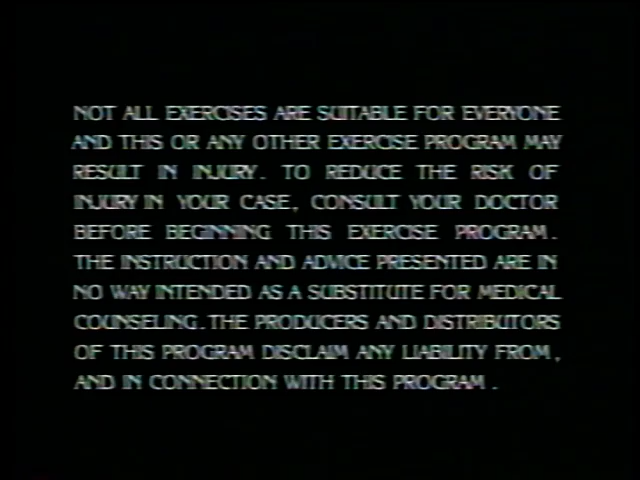 NOT ALL EXERCISES ARE SUITABLE FOR EVERYONE
AND THIS OR ANY OTHER EXERCISE PROGRAM MAY
RESULT IN INJURY. TO REDUCE THE RISK OF
INJURY IN YOUR CASE, CONSULT YOUR DOCTOR
BEFORE BEGINNING THIS EXERCISE PROGRAM.
THE INSTRUCTION AND ADVICE PRESENTED ARE IN
NO WAY INTENDED AS A SUBSTITUTE FOR MEDICAL
COUNSELING. THE PRODUCERS AND DISTRIBUTORS
OF THIS PROGRAM DISCLAIM ANY LIABILITY FROM,
AND IN CONNECTION WITH THIS PROGRAM.